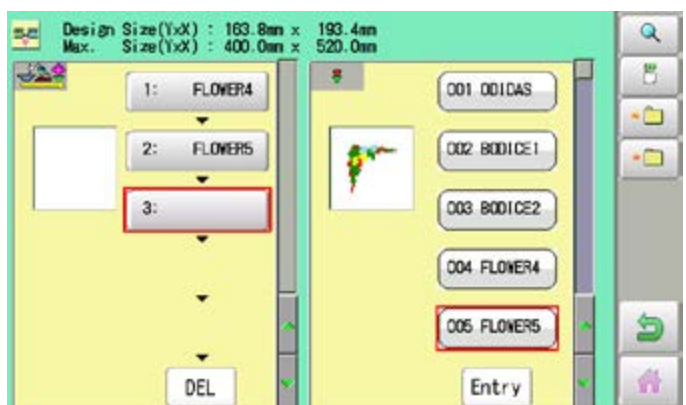 Design Size(YxX) : 163.8mm x 193.4mm
Max. Size(YxX) : 400.0mm x 520.0mm
1: FLOWER4
2: FLOWER5
3:
DEL
001 ODIDAS
002 BODICE1
003 BODICE2
004 FLOWER4
005 FLOWER5
Entry